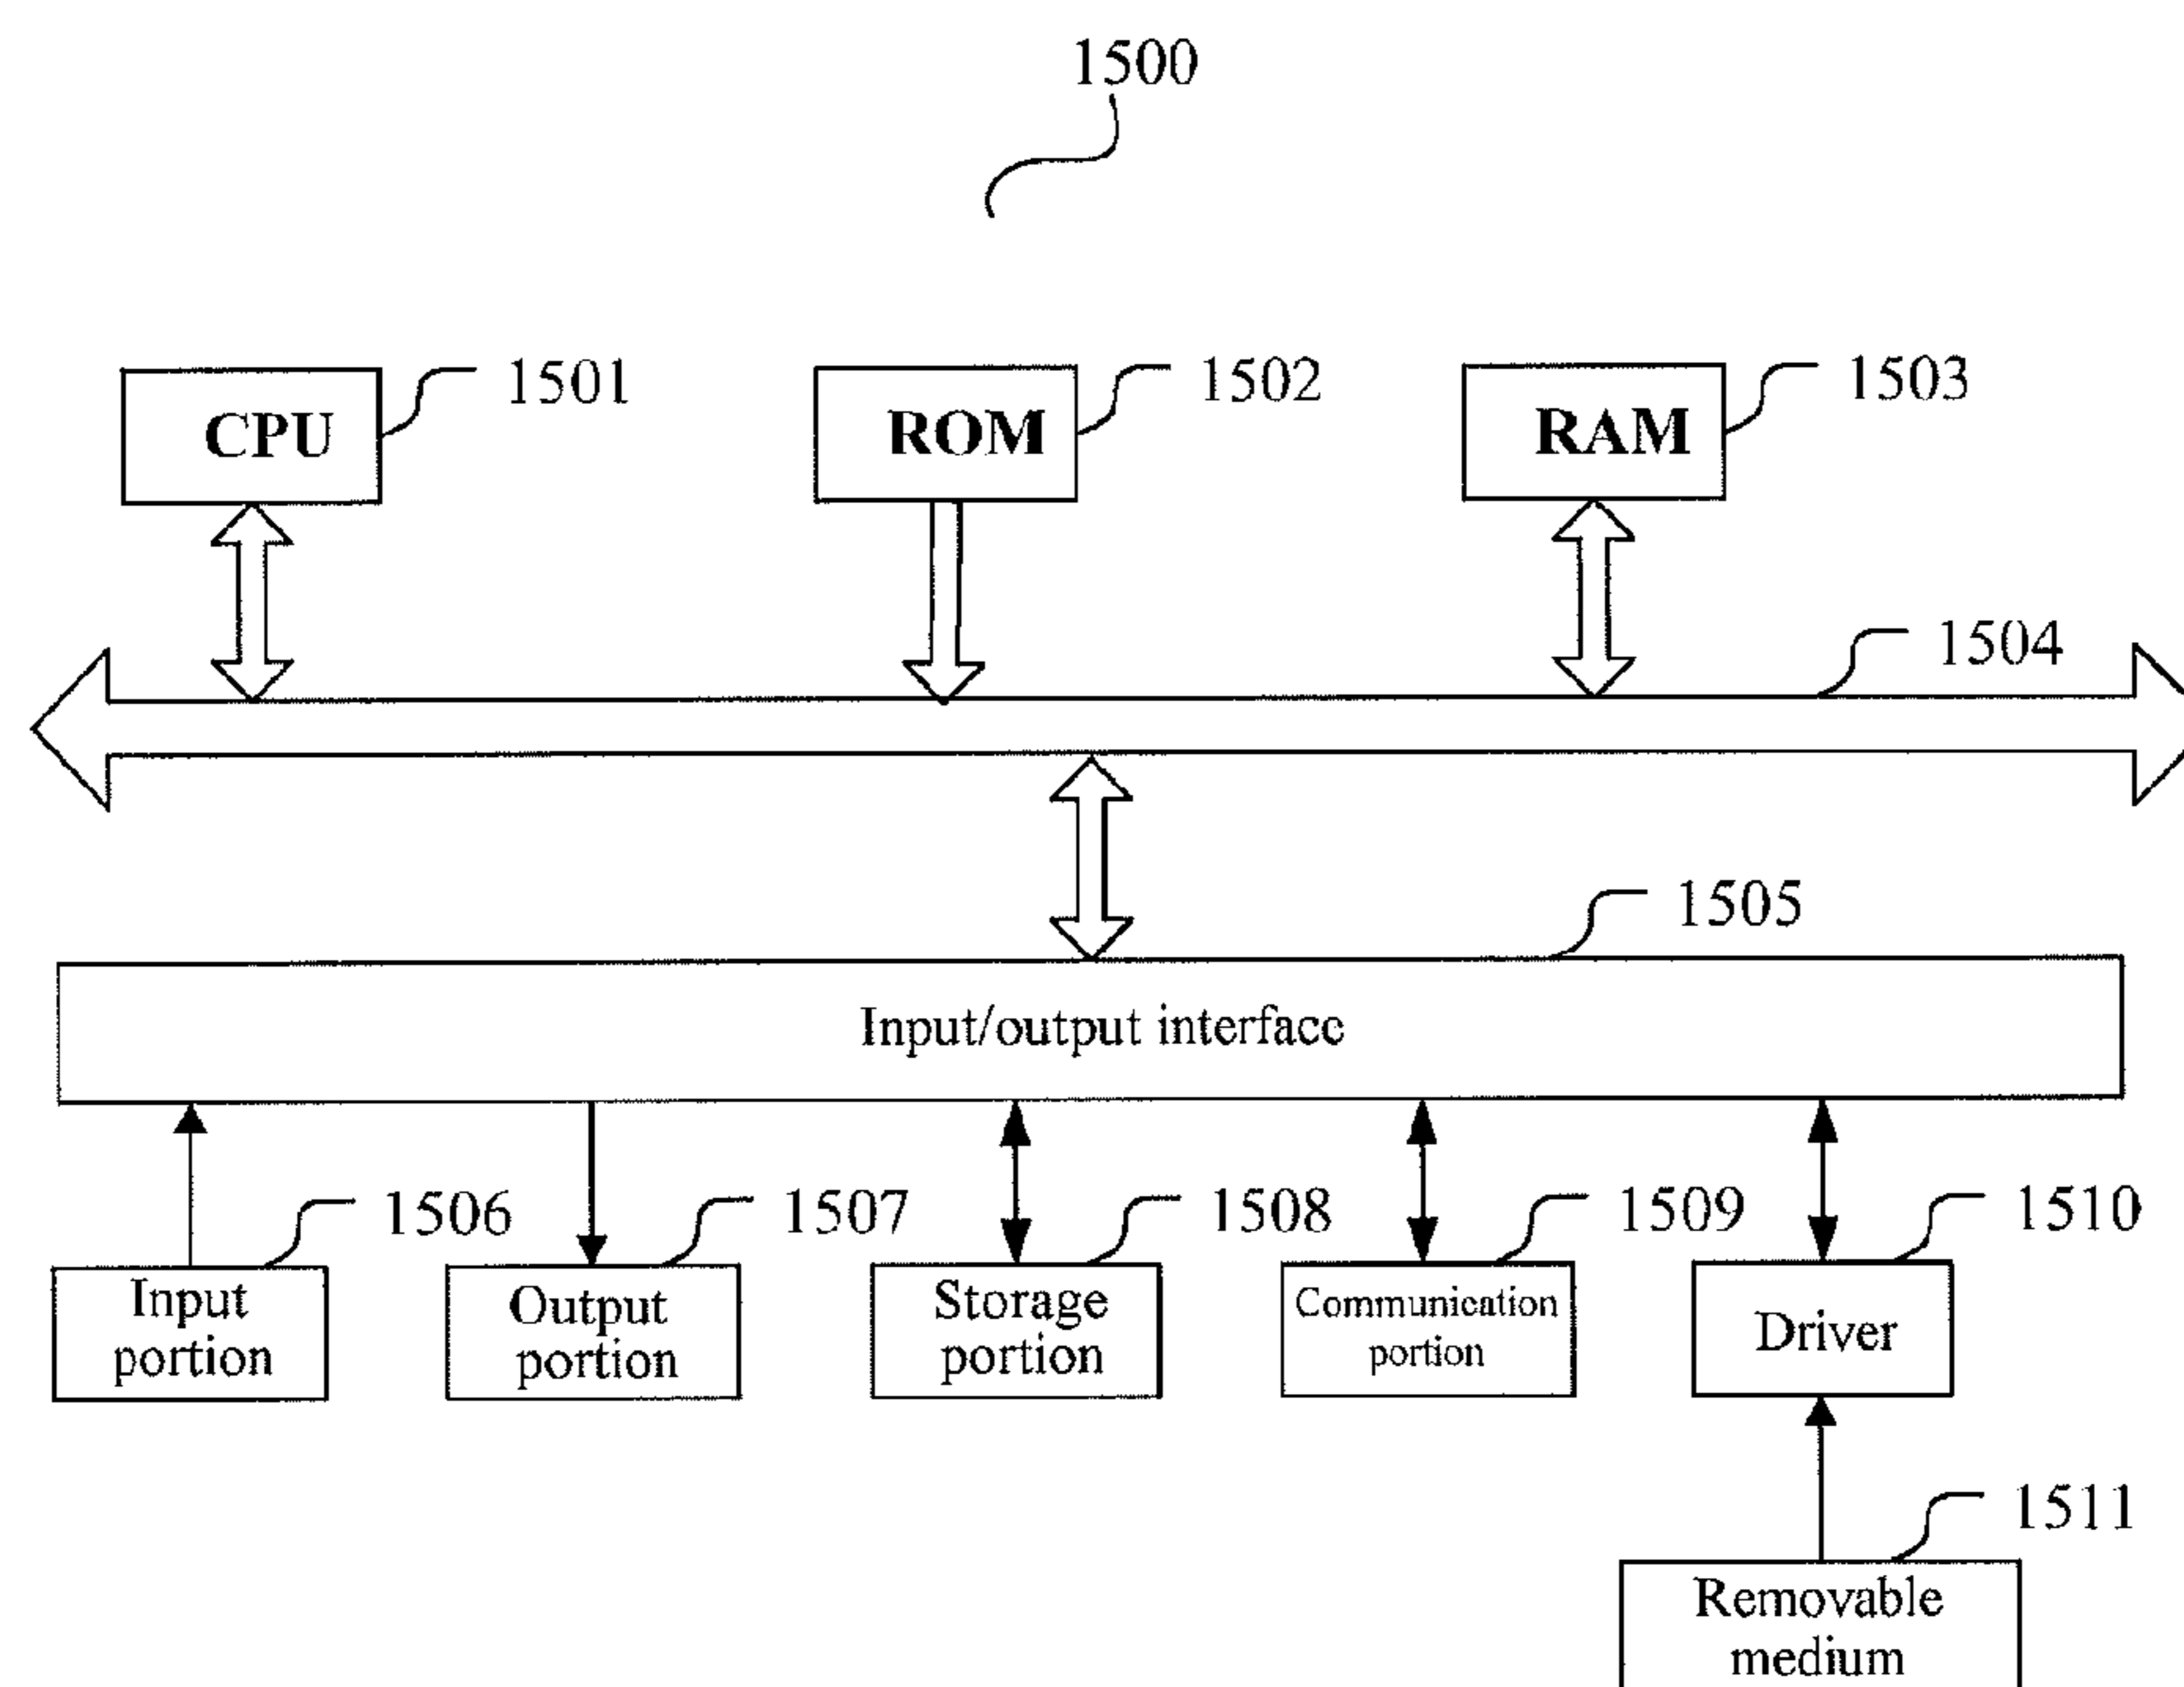 1500
CPU
1501
ROM
1502
RAM
1503
1504
1505
Input/output interface
1506
1507
1508
1509
1510
Input
portion
Output
portion
Storage
portion
Communication
portion
Driver
1511
Removable
medium